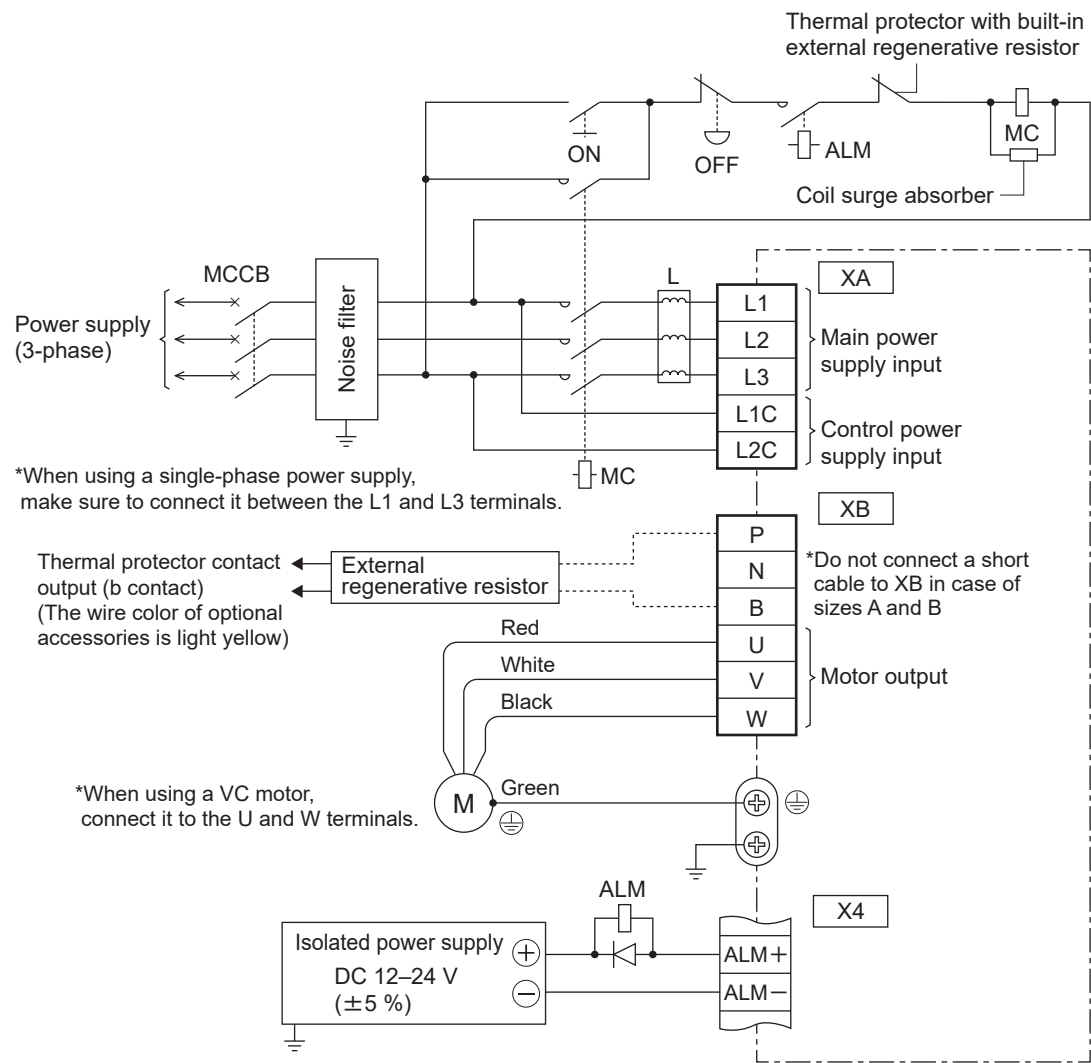 Thermal protector with built-in
external regenerative resistor
ON
OFF
ALM
MC
Coil surge absorber
MCCB
Power supply
(3-phase)
Noise filter
L
XA
L1
L2
L3
L1C
L2C
Main power
supply input
Control power
supply input
MC
*When using a single-phase power supply,
make sure to connect it between the L1 and L3 terminals.
XB
P
N
B
U
V
W
*Do not connect a short
cable to XB in case of
sizes A and B
Motor output
Thermal protector contact
output (b contact)
(The wire color of optional
accessories is light yellow)
External
regenerative resistor
Red
White
Black
M
Green
*When using a VC motor,
connect it to the U and W terminals.
ALM
X4
Isolated power supply
DC 12–24 V
(±5 %)
+
−
ALM+
ALM−